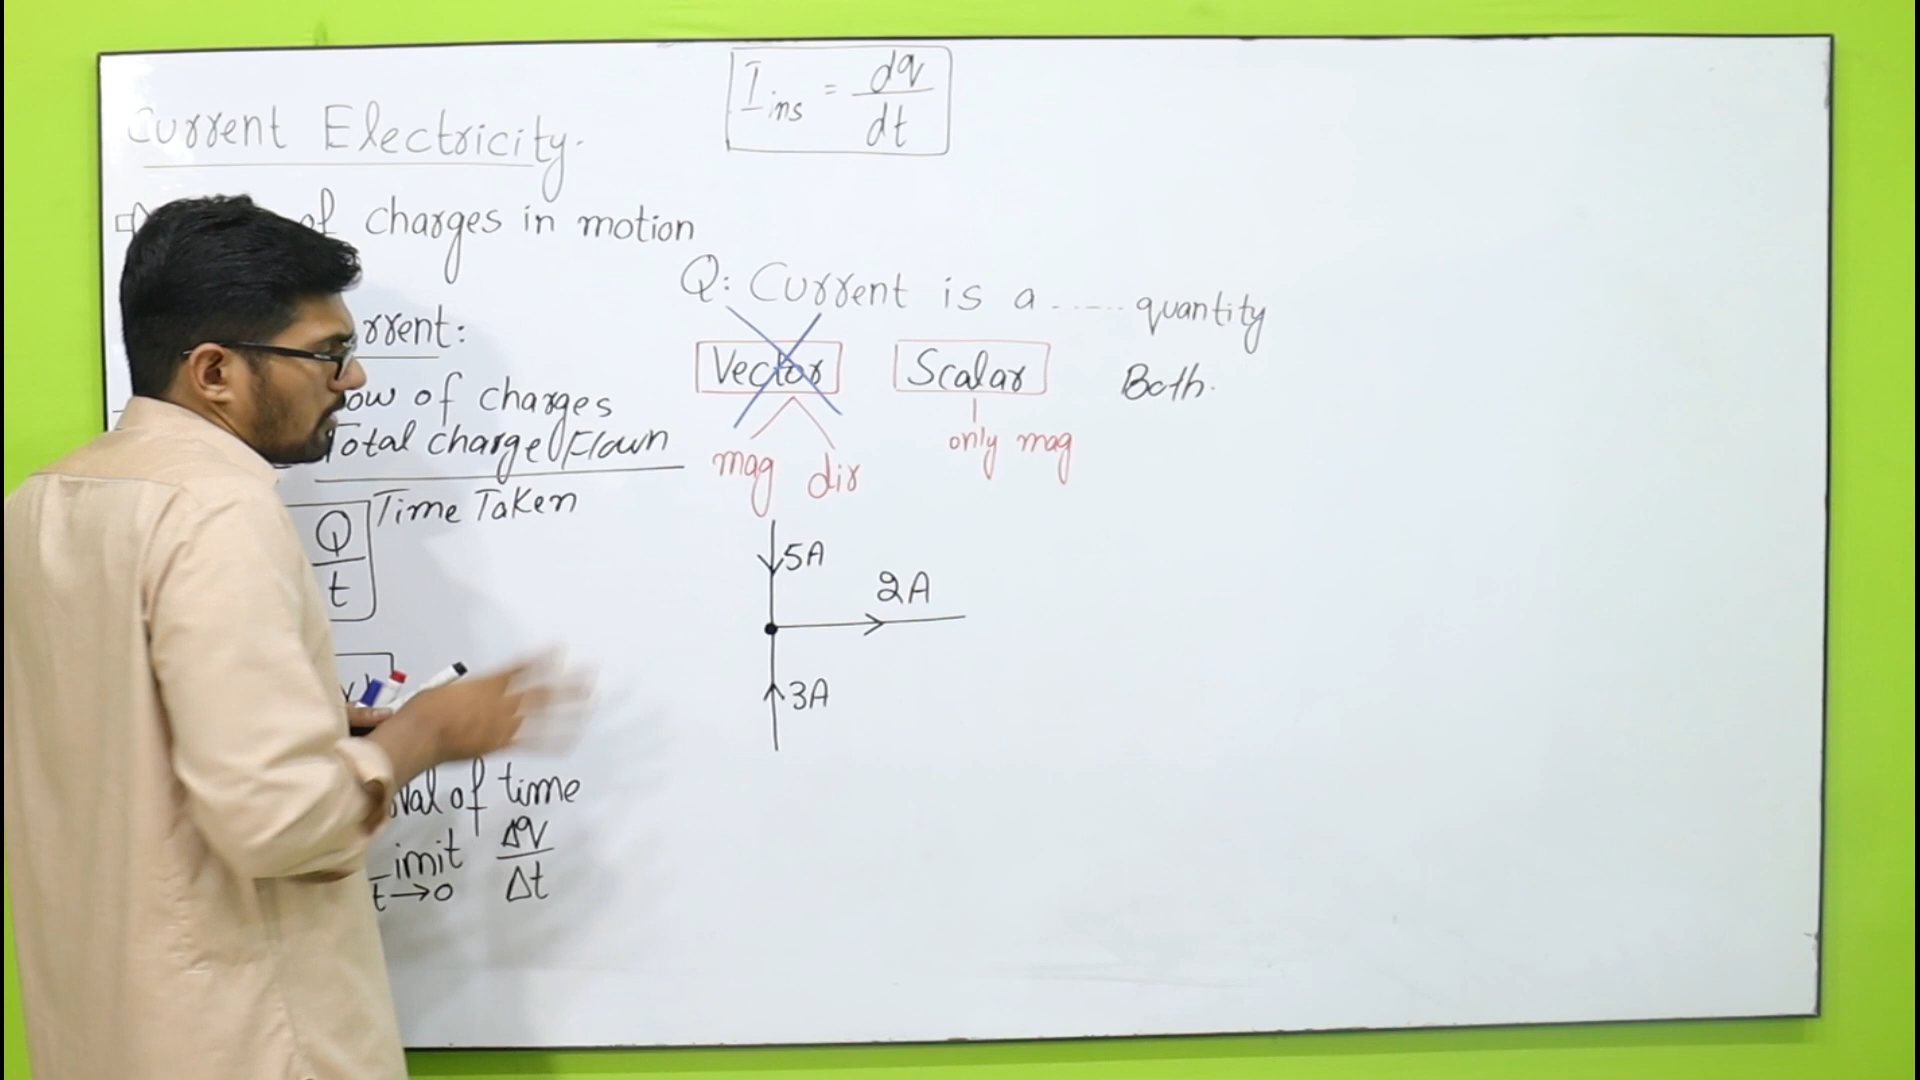 I ins = dq/dt
Current Electricity.
of charges in motion
Q: Current is a ...... quantity
Vector Scalar Both.
mag dir only mag
rrent:
ow of charges
Total charge Flown
Time Taken
Q
t
5A
2A
3A
val of time
imit Δq/Δt
t→0